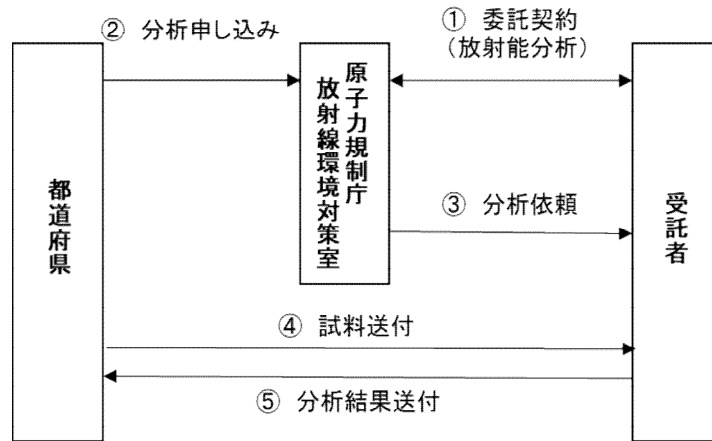 ② 分析申し込み
① 委託契約
（放射能分析）
原子力規制庁
放射線環境対策室
都道府県
受託者
③ 分析依頼
④ 試料送付
⑤ 分析結果送付